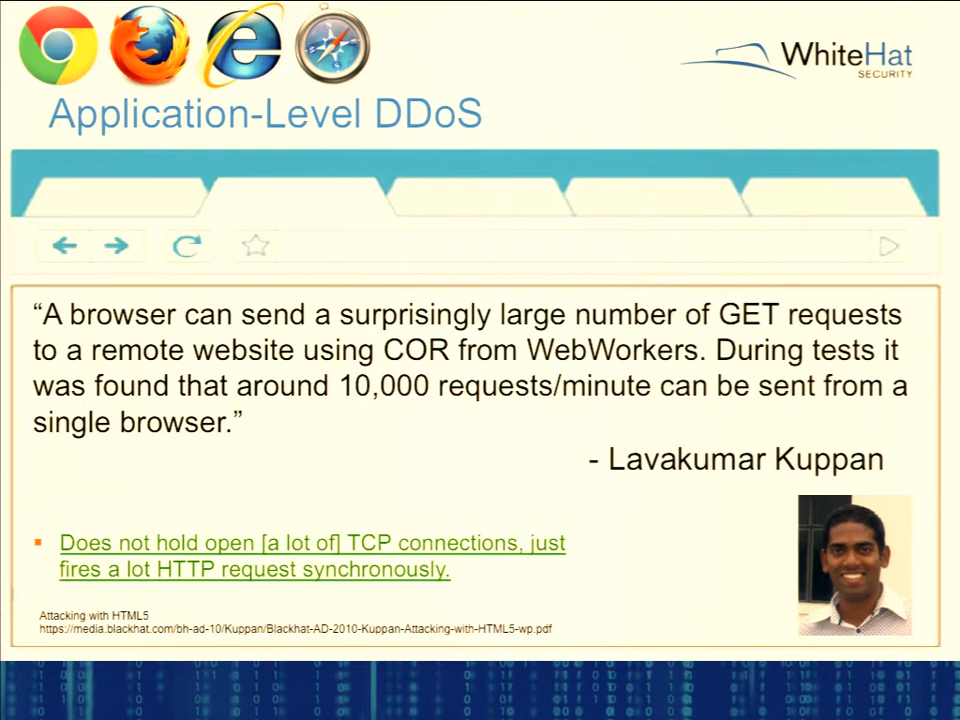 WhiteHat
SECURITY
Application-Level DDoS
“A browser can send a surprisingly large number of GET requests
to a remote website using COR from WebWorkers. During tests it
was found that around 10,000 requests/minute can be sent from a
single browser.”
- Lavakumar Kuppan
Does not hold open [a lot of] TCP connections, just
fires a lot HTTP request synchronously.
Attacking with HTML5
https://media.blackhat.com/bh-ad-10/Kuppan/Blackhat-AD-2010-Kuppan-Attacking-with-HTML5-wp.pdf